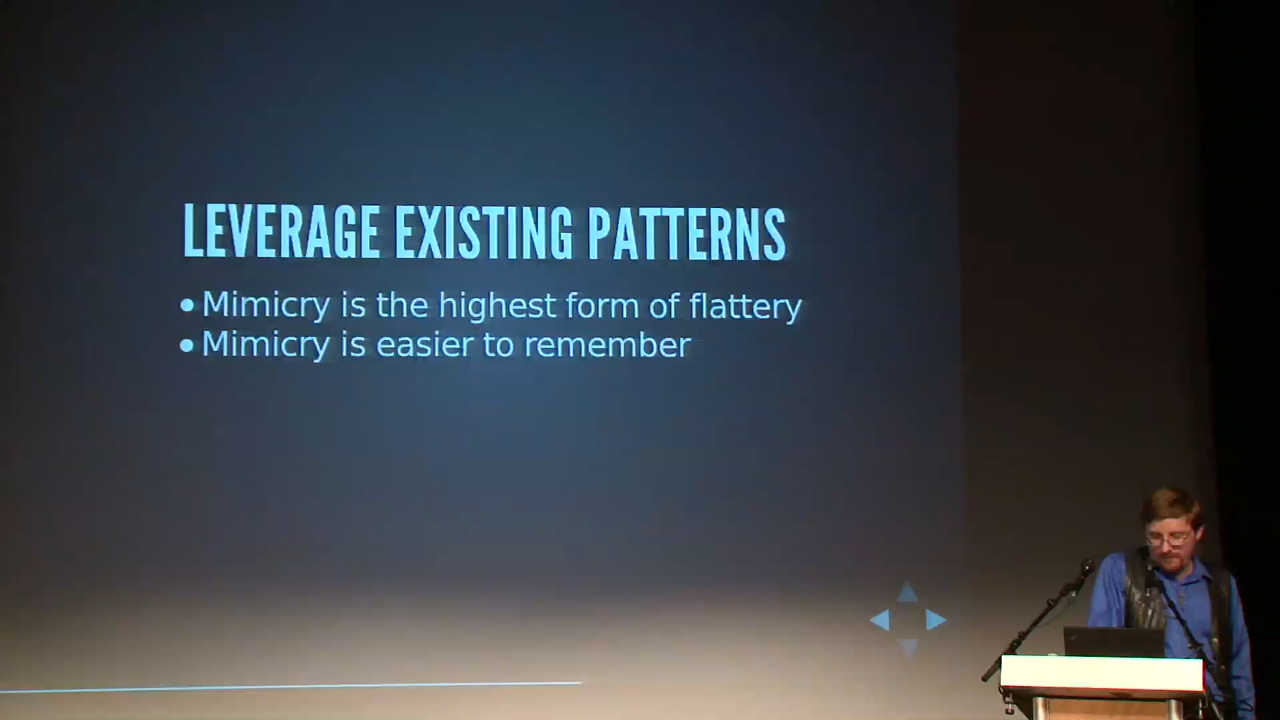 LEVERAGE EXISTING PATTERNS
• Mimicry is the highest form of flattery
• Mimicry is easier to remember